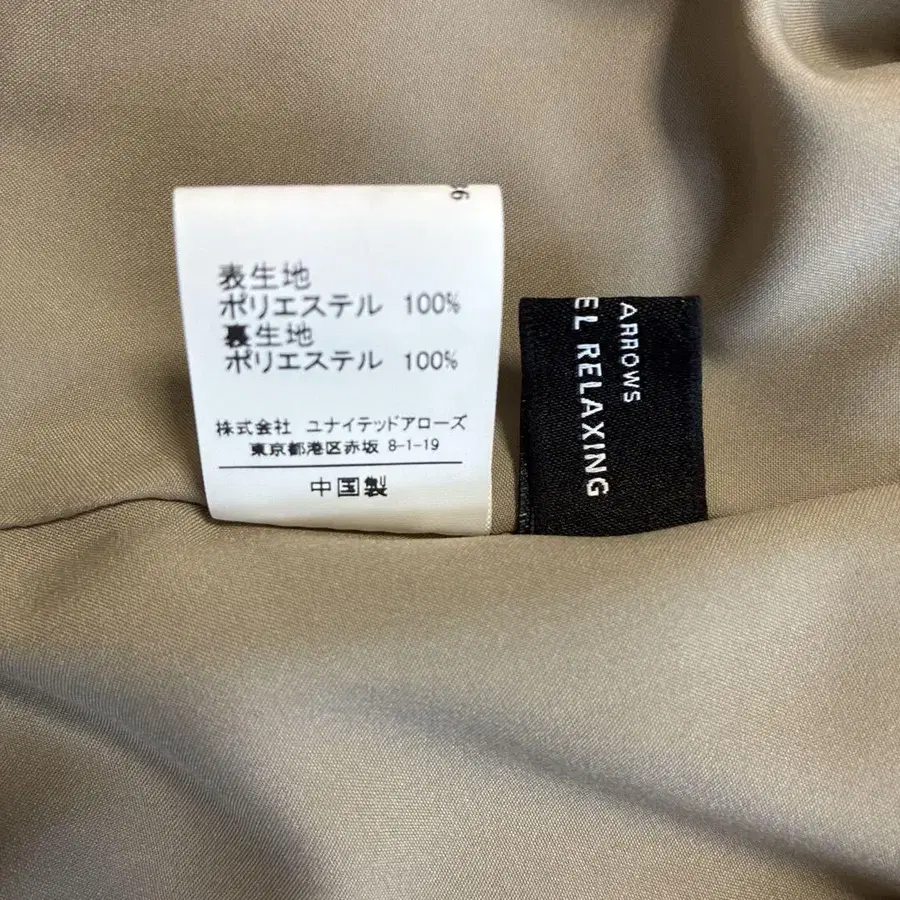 表生地
ポリエステル 100%
裏生地
ポリエステル 100%
株式会社 ユナイテッドアローズ
東京都港区赤坂 8-1-19
中国製
ARROWS
EL RELAXING